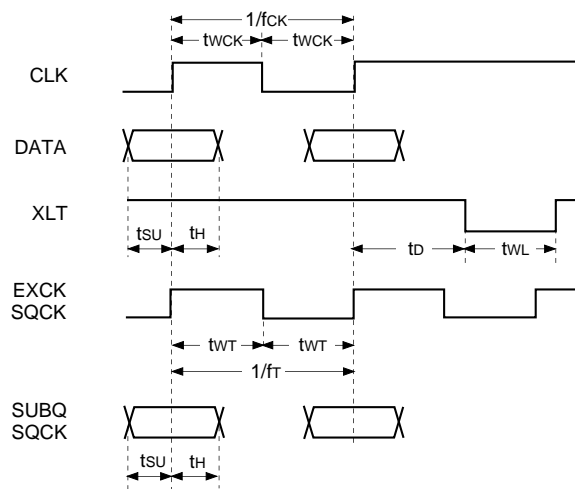 1/fCK
tWCK tWCK
CLK
DATA
XLT
tSU tH tD tWL
EXCK
SQCK
tWT tWT
1/fT
SUBQ
SQCK
tSU tH